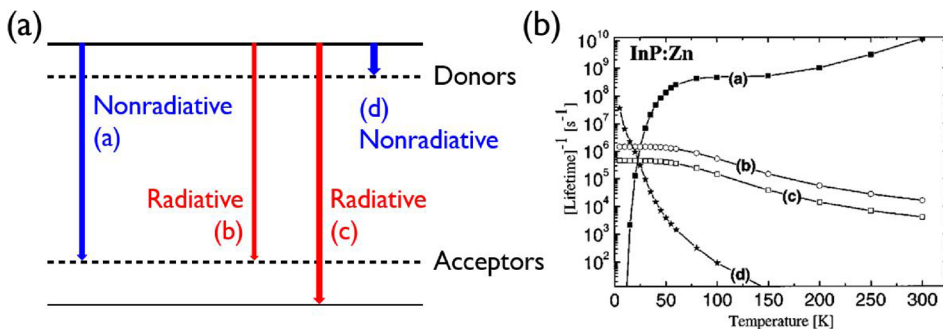 (a)
Donors
Nonradiative
(a)
(d)
Nonradiative
Radiative
(b)
Radiative
(c)
Acceptors
(b)
InP:Zn
[Lifetime]⁻¹ [s⁻¹]
10¹⁰
10⁹
10⁸
10⁷
10⁶
10⁵
10⁴
10³
10²
(a)
(b)
(c)
(d)
0 50 100 150 200 250 300
Temperature [K]